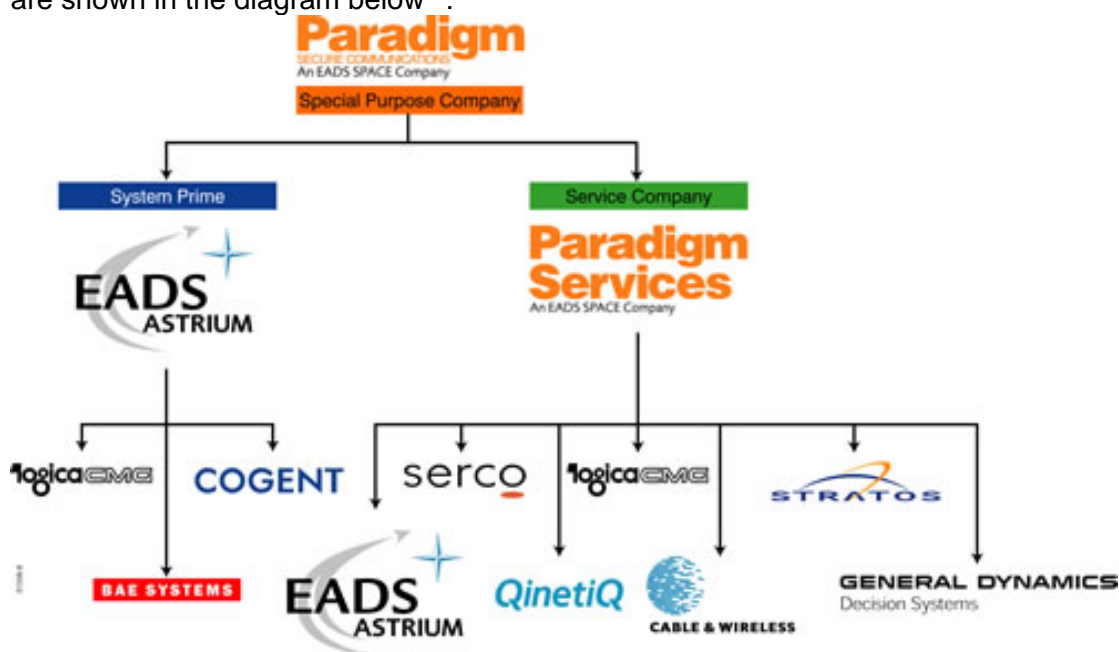 are shown in the diagram below .
Paradigm
SECURE COMMUNICATIONS
An EADS SPACE Company
Special Purpose Company
System Prime
Service Company
EADS
ASTRIUM
Paradigm
Services
An EADS SPACE Company
logicaCMG
COGENT
serco
logicaCMG
STRATOS
BAE SYSTEMS
EADS
ASTRIUM
QinetiQ
CABLE & WIRELESS
GENERAL DYNAMICS
Decision Systems